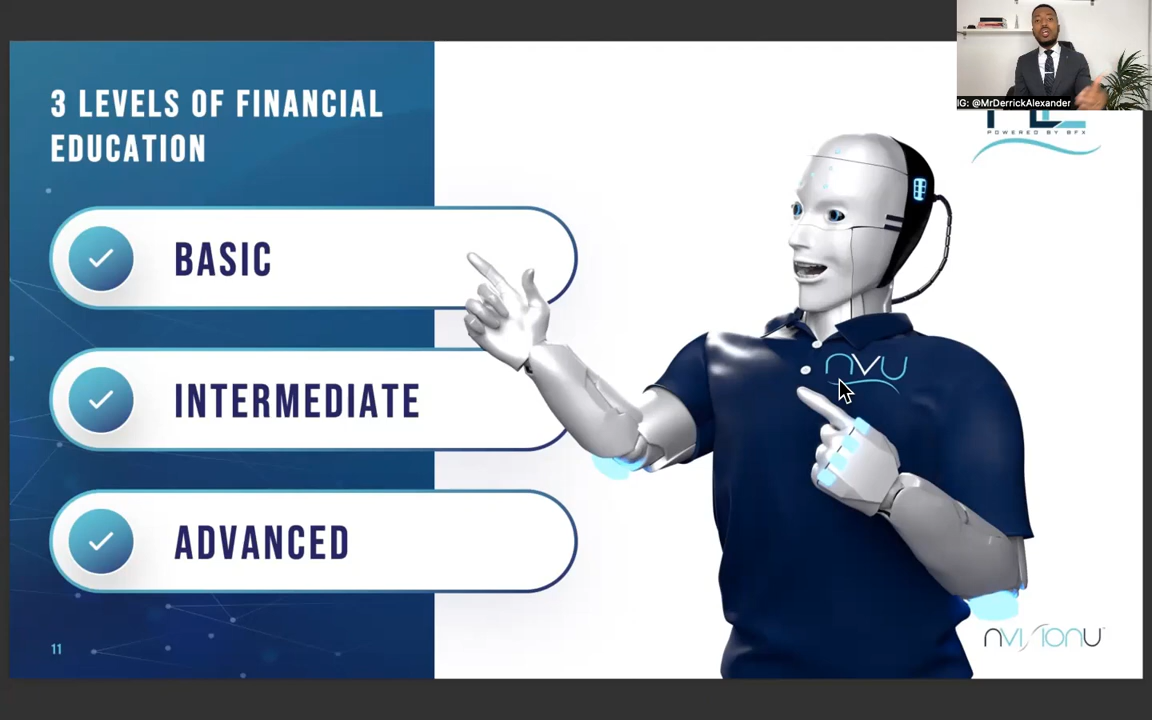 3 LEVELS OF FINANCIAL
EDUCATION
BASIC
INTERMEDIATE
ADVANCED
11
IG: @MrDerrickAlexander
POWERED BY BFX
nvu
nvisionu